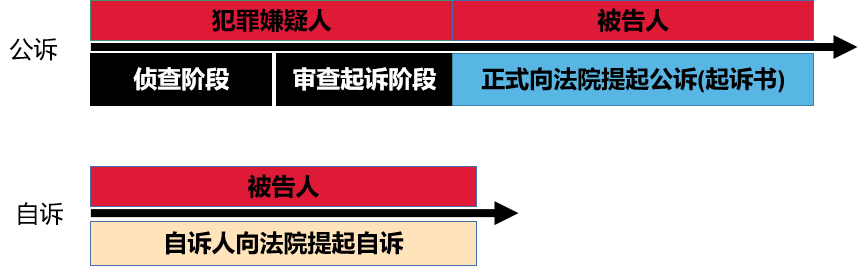 犯罪嫌疑人 被告人
公诉
侦查阶段 审查起诉阶段 正式向法院提起公诉(起诉书)
被告人
自诉
自诉人向法院提起自诉